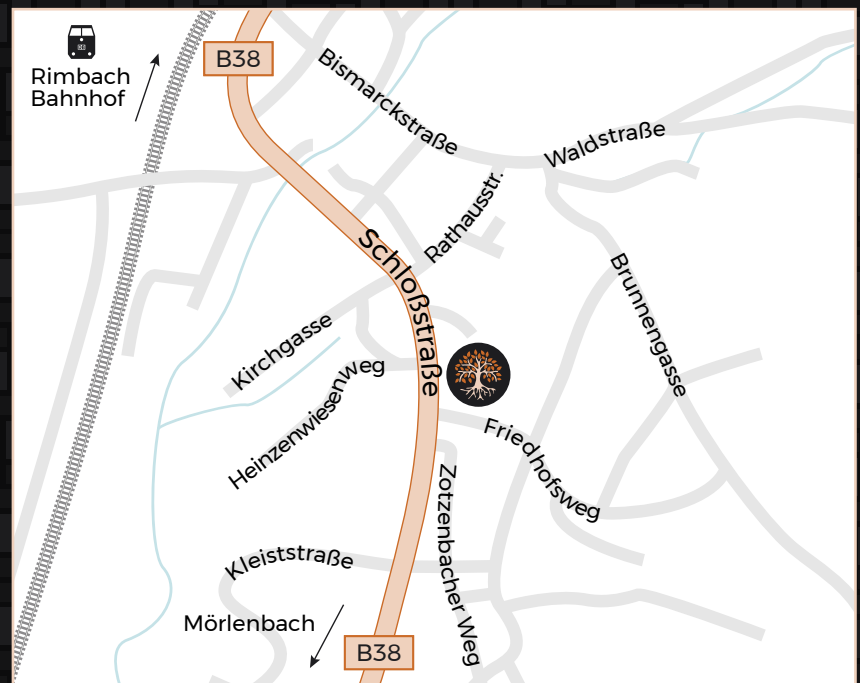 B38
Rimbach
Bahnhof
Bismarckstraße
Waldstraße
Rathausstr.
Schloßstraße
Brunnengasse
Kirchgasse
Heinzenwiesenweg
Friedhofsweg
Zotzenbacher Weg
Kleiststraße
Mörlenbach
B38